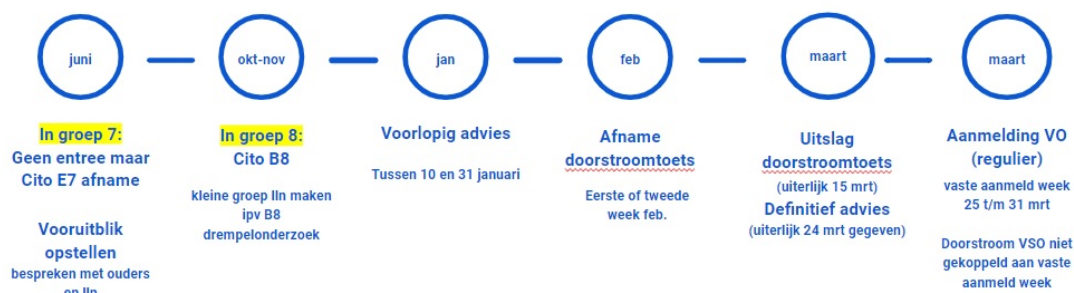 juni
okt-nov
jan
feb
maart
maart
In groep 7:
Geen entree maar
Cito E7 afname
Vooruitblik
opstellen
bespreken met ouders
en lln
In groep 8:
Cito B8
kleine groep lln maken
ipv B8
drempelonderzoek
Voorlopig advies
Tussen 10 en 31 januari
Afname
doorstroomtoets
Eerste of tweede
week feb.
Uitslag
doorstroomtoets
(uiterlijk 15 mrt)
Definitief advies
(uiterlijk 24 mrt gegeven)
Aanmelding VO
(regulier)
vaste aanmeld week
25 t/m 31 mrt
Doorstroom VSO niet
gekoppeld aan vaste
aanmeld week